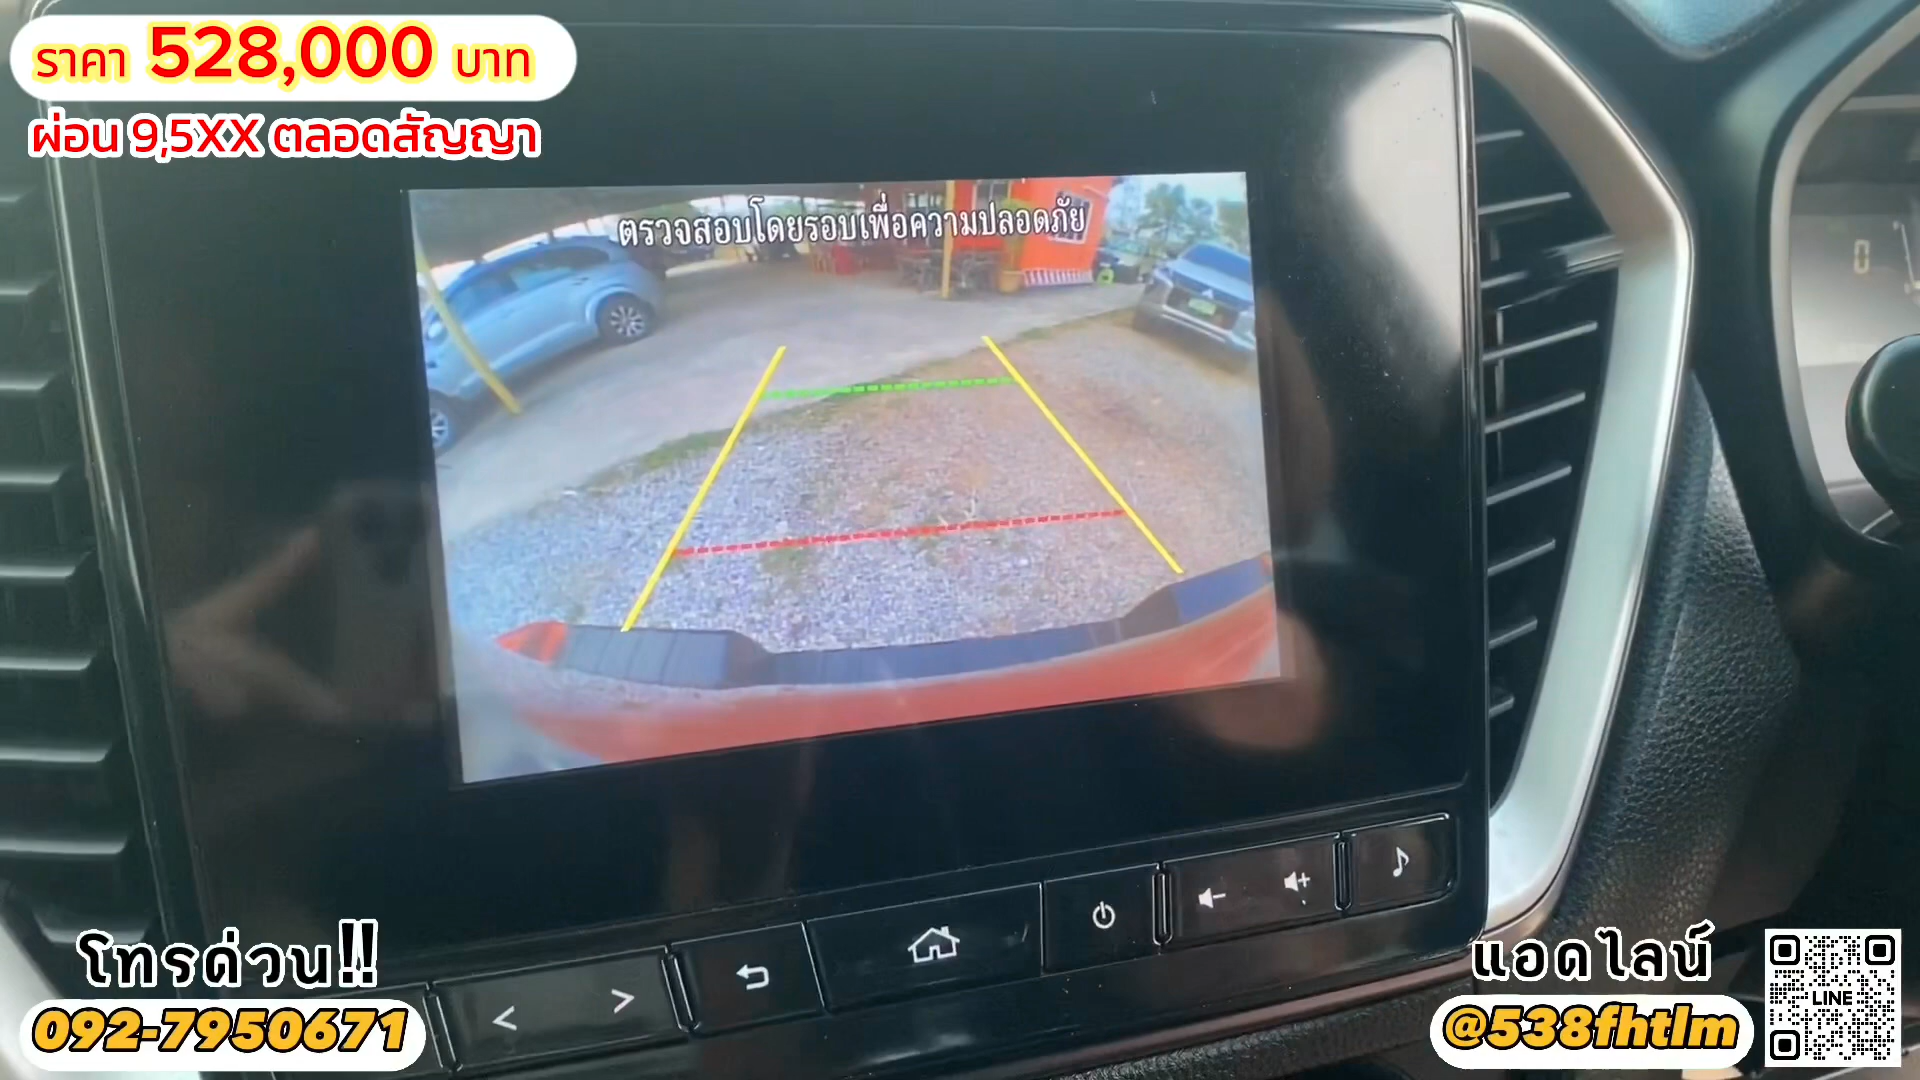 ราคา 528,000 บาท
ผ่อน 9,5XX ตลอดสัญญา
ตรวจสอบโดยรอบเพื่อความปลอดภัย
โทรด่วน!!
092-7950671
แอดไลน์
@538fhtlm
LINE